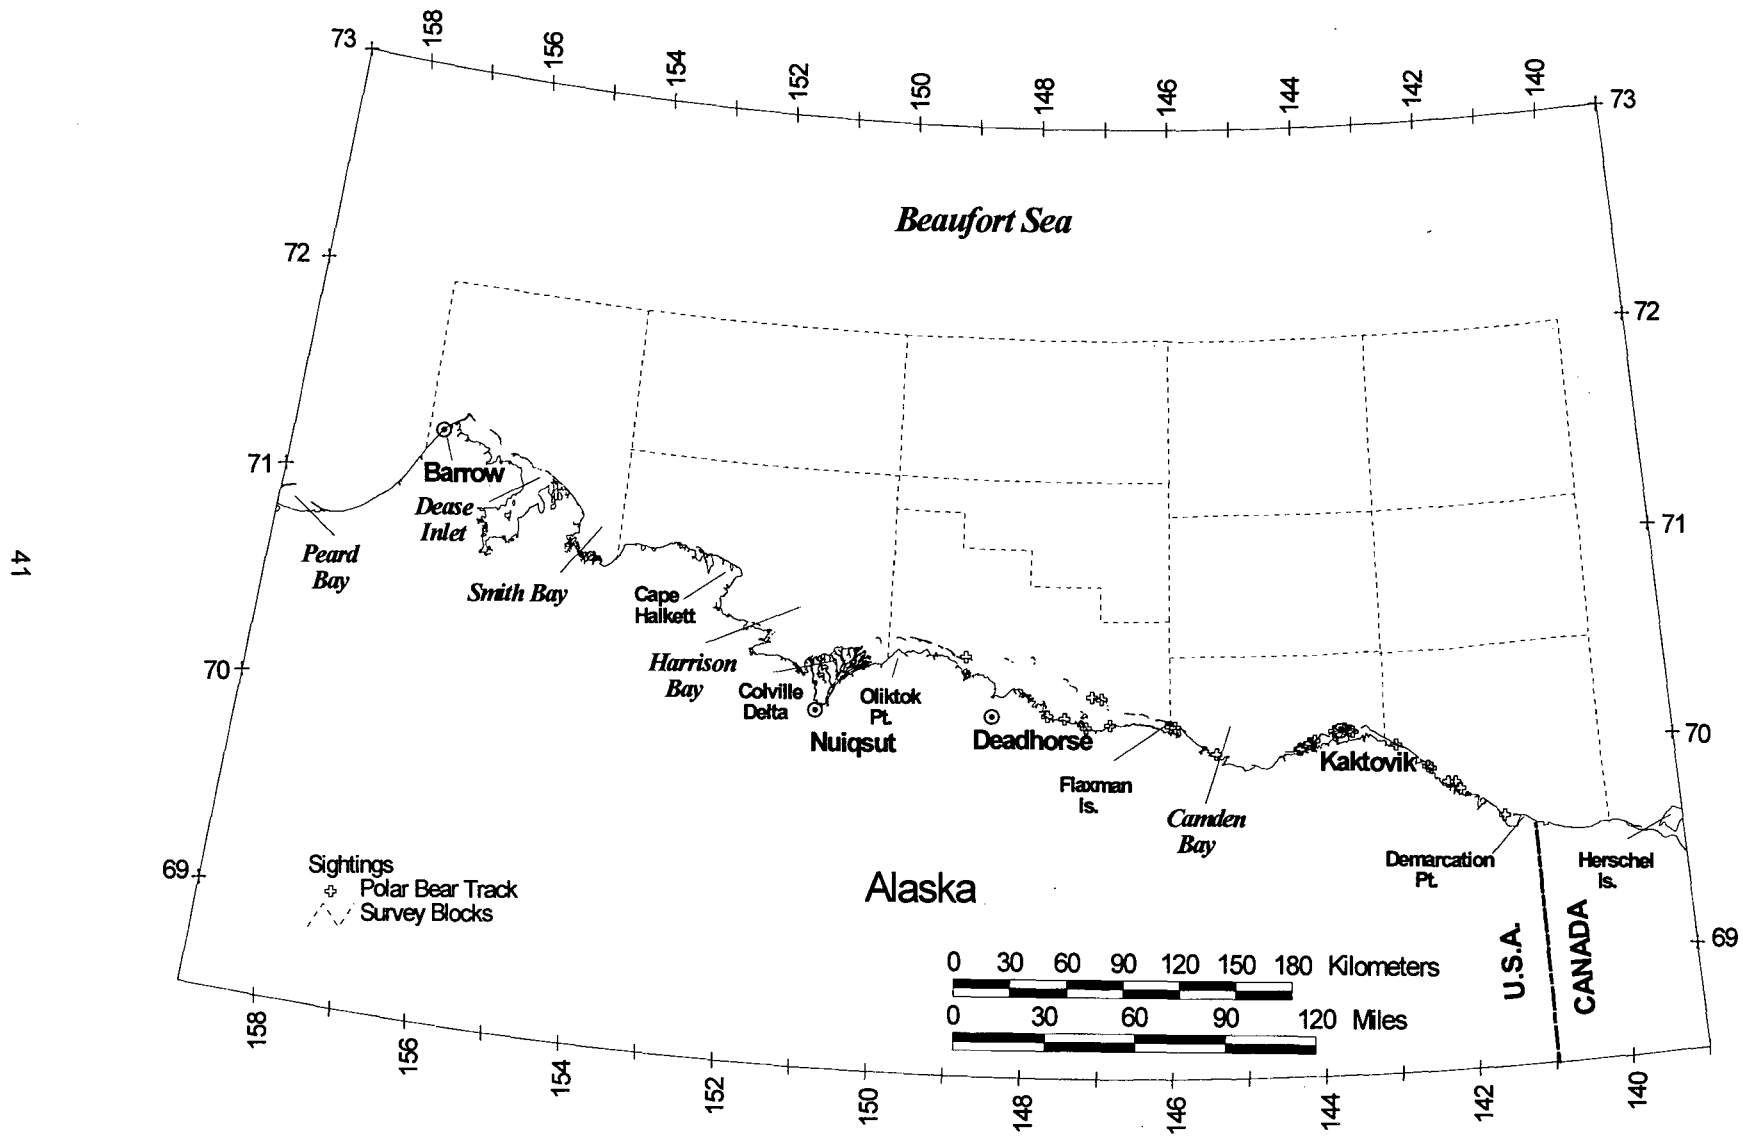 158
156
154
152
150
148
146
144
142
140
73
73
Beaufort Sea
72
72
71
71
Barrow
Dease
Inlet
Peard
Bay
Smith Bay
Cape
Halkett
41
70
70
Harrison
Bay
Colville
Delta
Oliktok
Pt.
Nuiqsut
Deadhorse
Kaktovik
Flaxman
Is.
Camden
Bay
Demarcation
Pt.
Herschel
Is.
69
69
Sightings
Polar Bear Track
Survey Blocks
Alaska
U.S.A.
CANADA
0 30 60 90 120 150 180 Kilometers
0 30 60 90 120 Miles
158
156
154
152
150
148
146
144
142
140